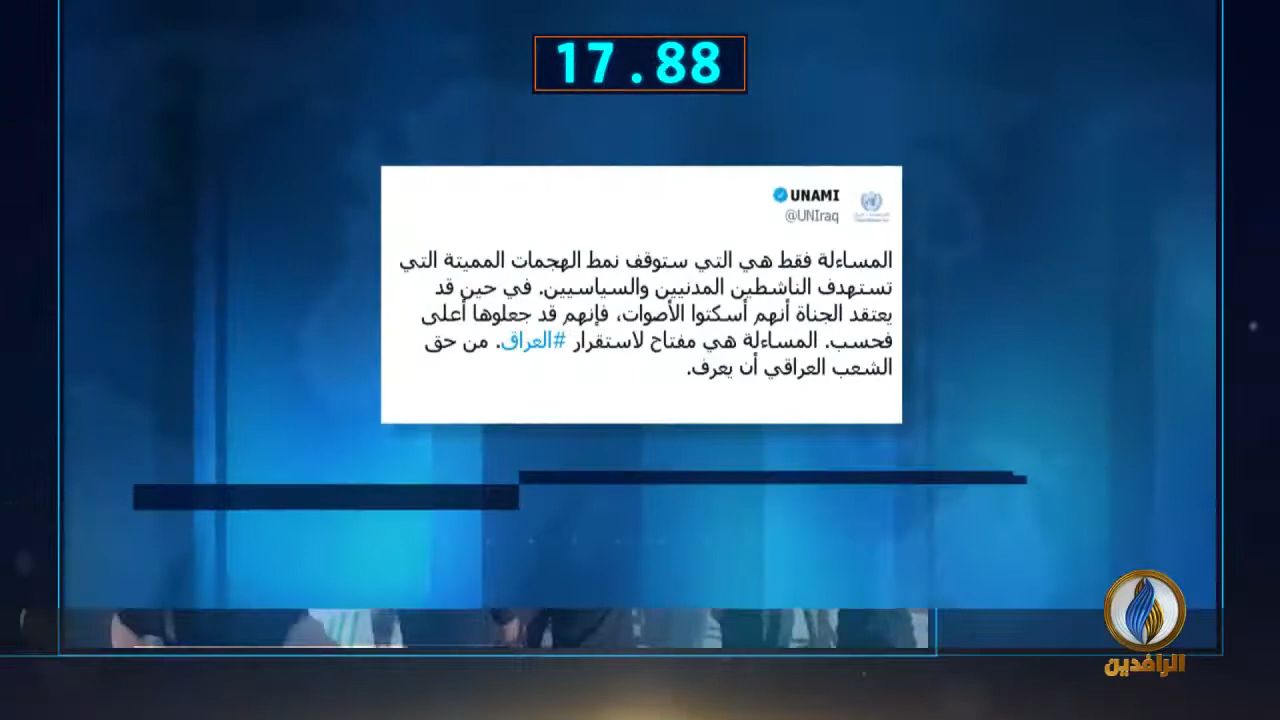 17.88
UNAMI
@UNIraq
المساءلة فقط هي التي ستوقف نمط الهجمات المميتة التي
تستهدف الناشطين المدنيين والسياسيين. في حين قد
يعتقد الجناة أنهم أسكتوا الأصوات، فإنهم قد جعلوها أعلى
فحسب. المساءلة هي مفتاح لاستقرار #العراق. من حق
الشعب العراقي أن يعرف.
الرافدين